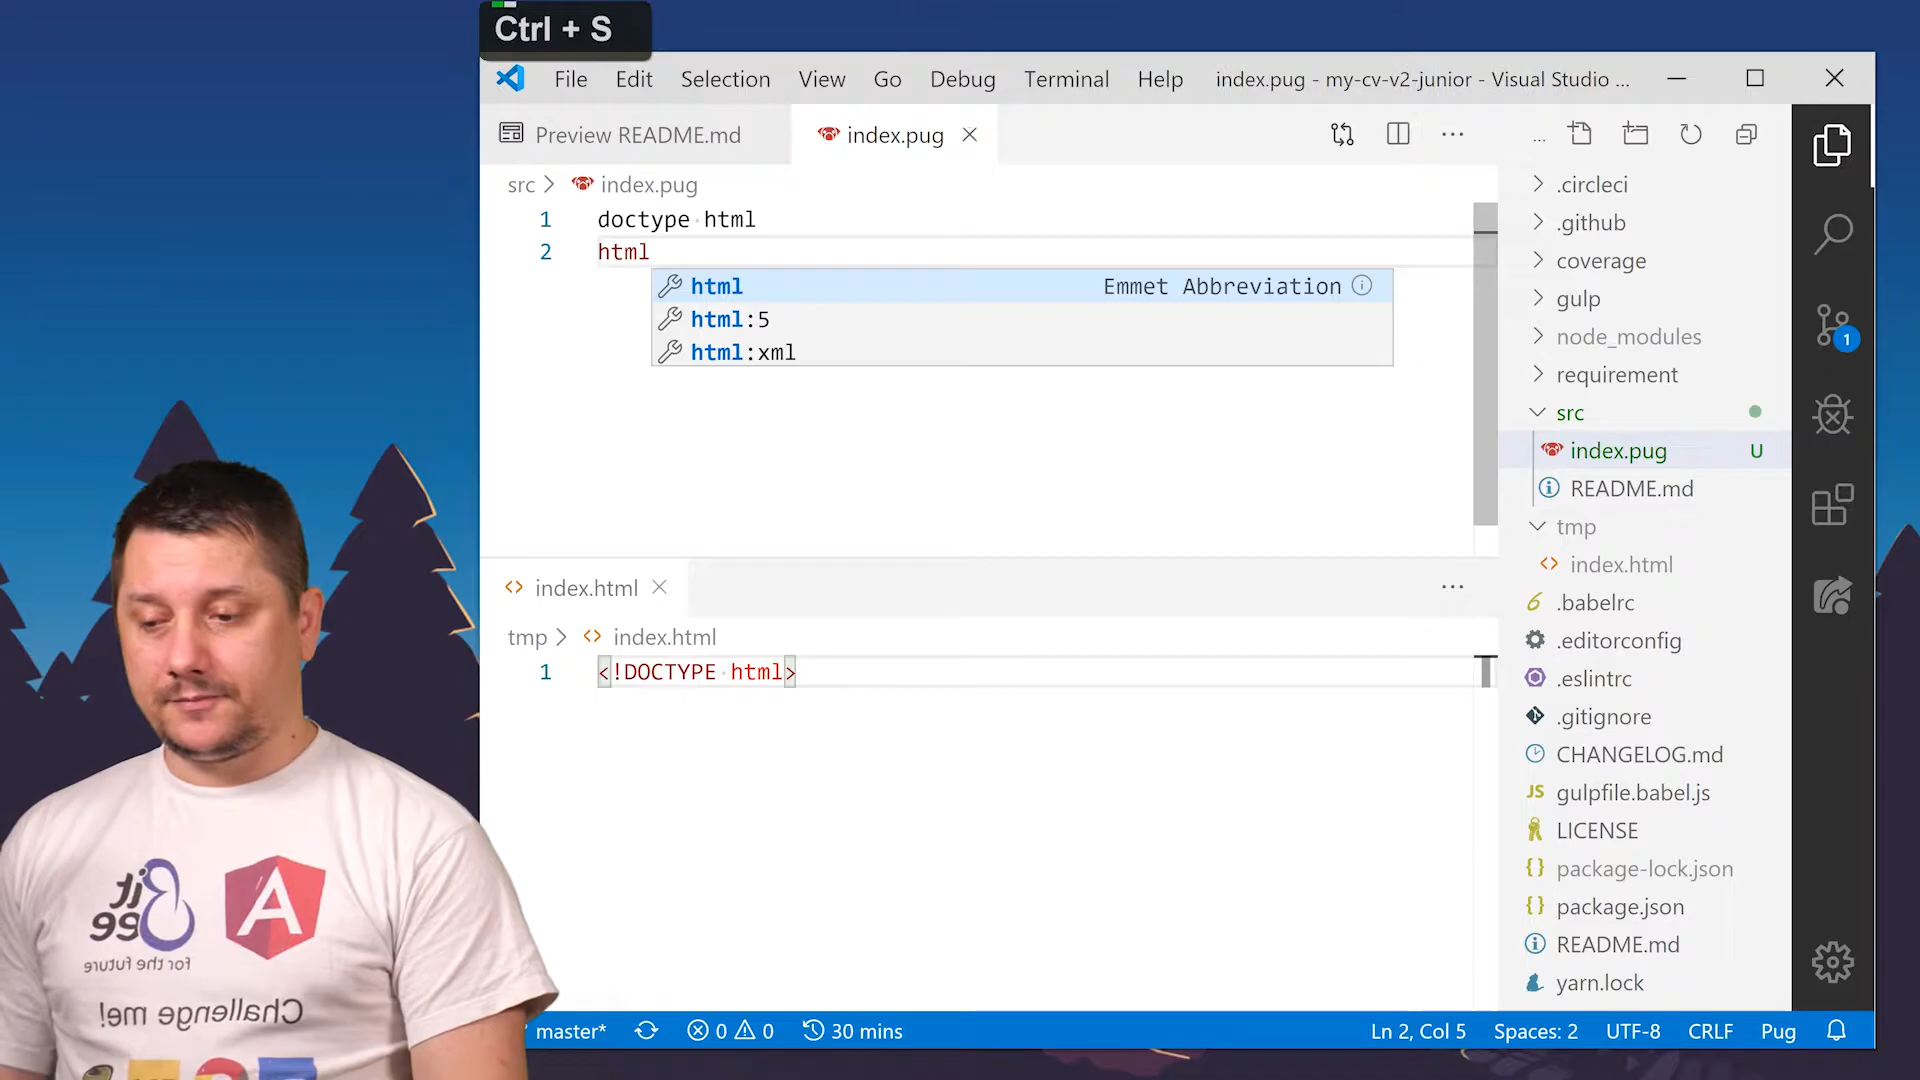 Ctrl + S
File Edit Selection View Go Debug Terminal Help index.pug - my-cv-v2-junior - Visual Studio ...
Preview README.md
index.pug
src > index.pug
1 doctype html
2 html
html Emmet Abbreviation
html:5
html:xml
index.html
tmp > index.html
1 <!DOCTYPE html>
...
.circleci
.github
coverage
gulp
node_modules
requirement
src
index.pug U
README.md
tmp
index.html
.babelrc
.editorconfig
.eslintrc
.gitignore
CHANGELOG.md
JS gulpfile.babel.js
LICENSE
{} package-lock.json
{} package.json
README.md
yarn.lock
1
master* 0 0 30 mins Ln 2, Col 5 Spaces: 2 UTF-8 CRLF Pug
Bit
Bee
for the future
A
Challenge me!